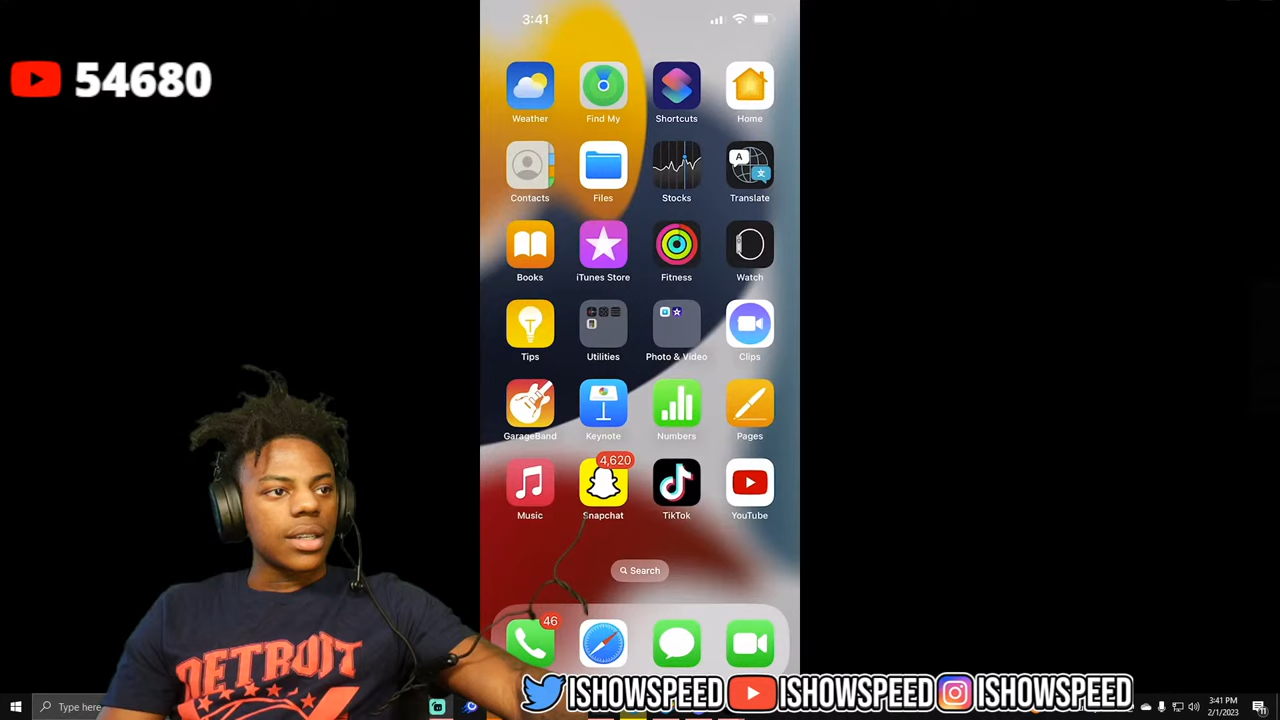 3:41
54680
Weather Find My Shortcuts Home
A
Contacts Files Stocks Translate
Books iTunes Store Fitness Watch
Tips Utilities Photo & Video Clips
GarageBand Keynote Numbers Pages
4,620
Music Snapchat TikTok YouTube
Search
46
DETROIT
ISHOWSPEED ISHOWSPEED ISHOWSPEED
Type here
3:41 PM
2/1/2023